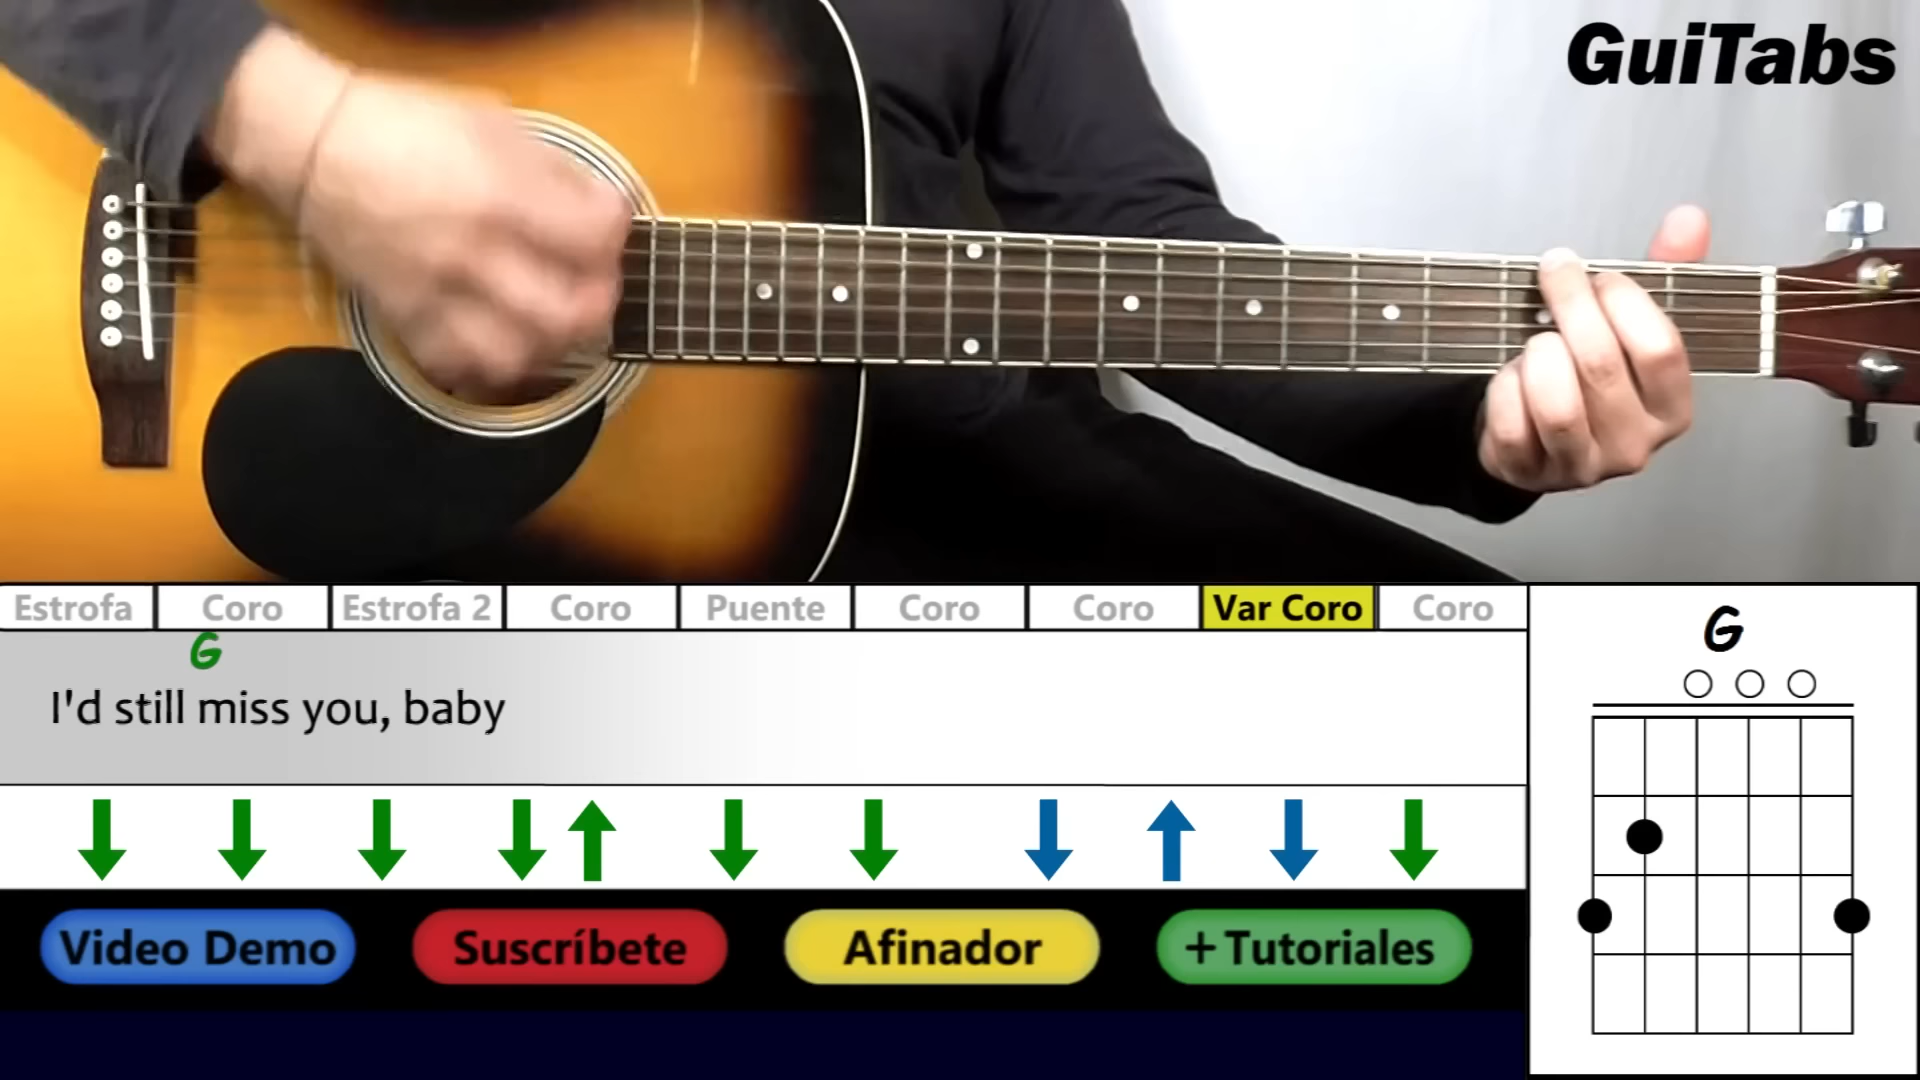 GuiTabs
Estrofa Coro Estrofa 2 Coro Puente Coro Coro Var Coro Coro
G
I'd still miss you, baby
G
Video Demo Suscríbete Afinador + Tutoriales